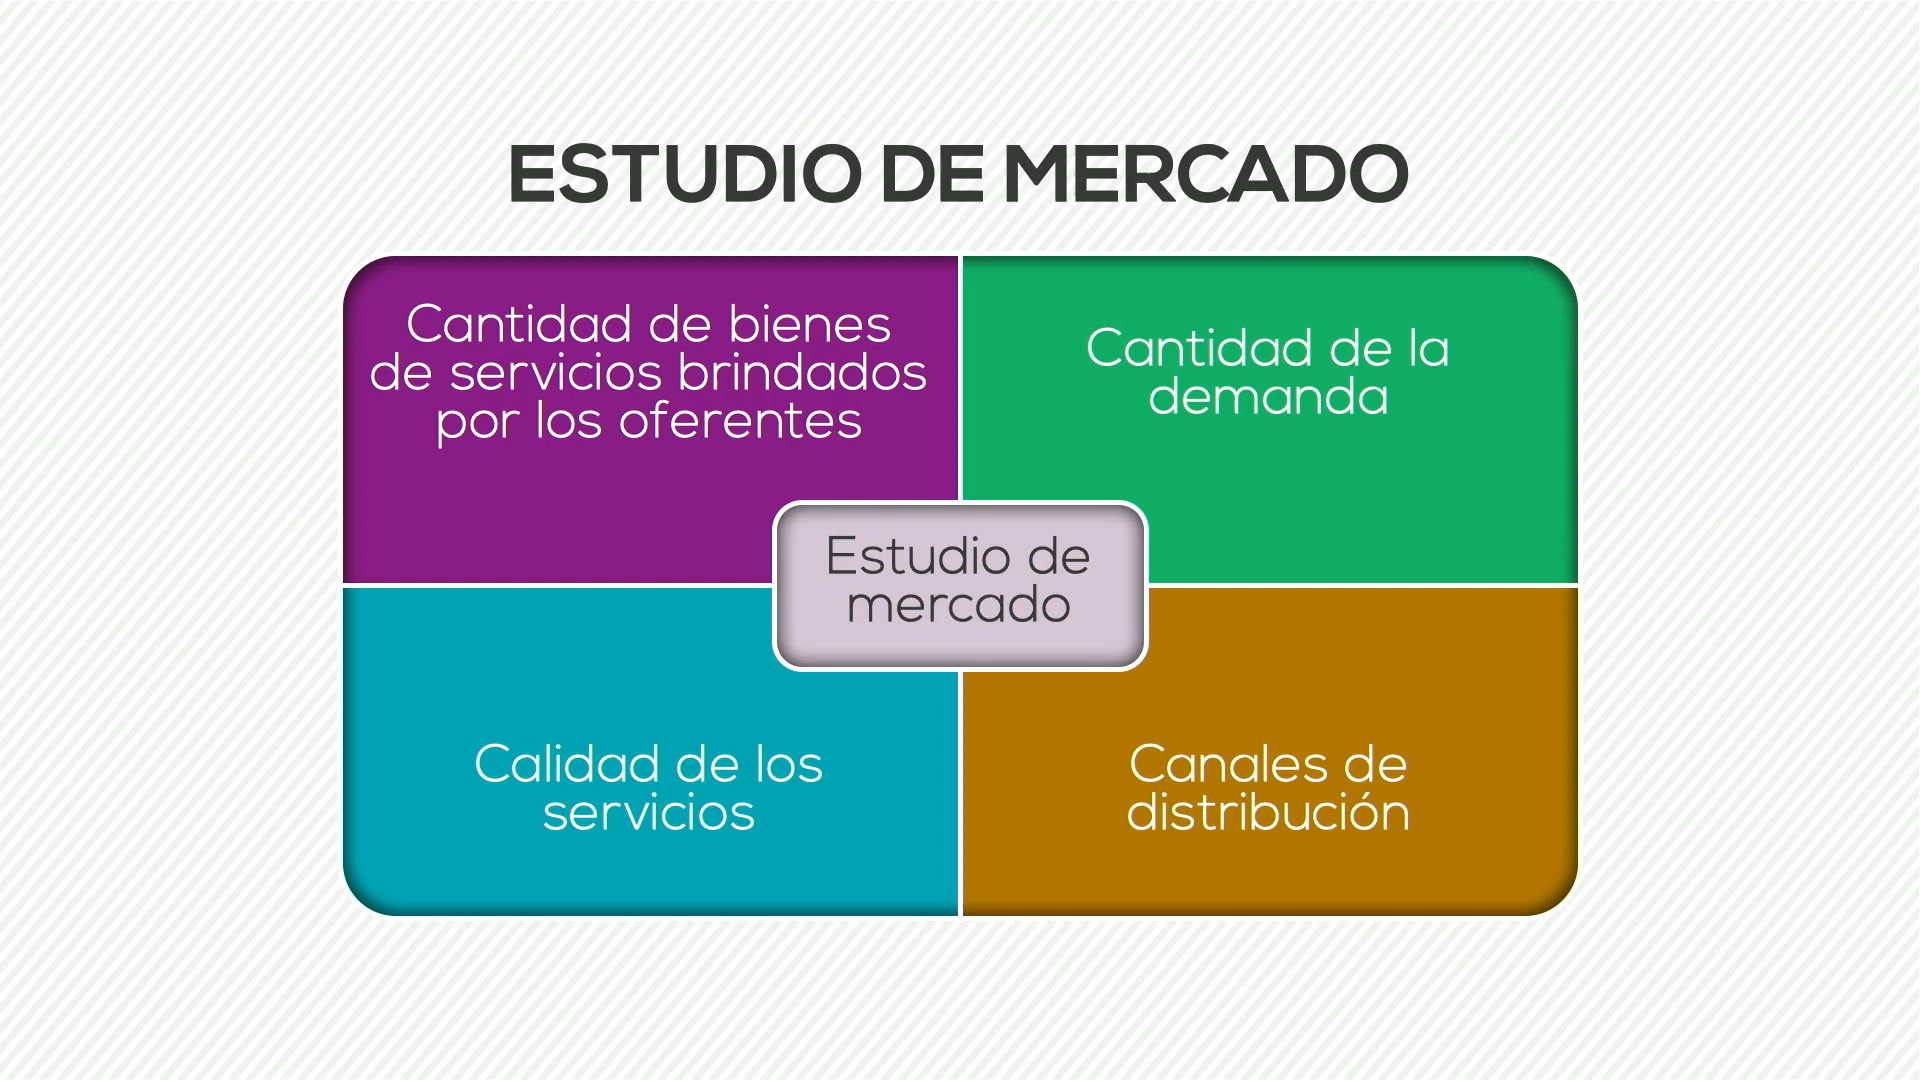 ESTUDIO DE MERCADO
Cantidad de bienes
de servicios brindados
por los oferentes
Cantidad de la
demanda
Estudio de
mercado
Calidad de los
servicios
Canales de
distribución